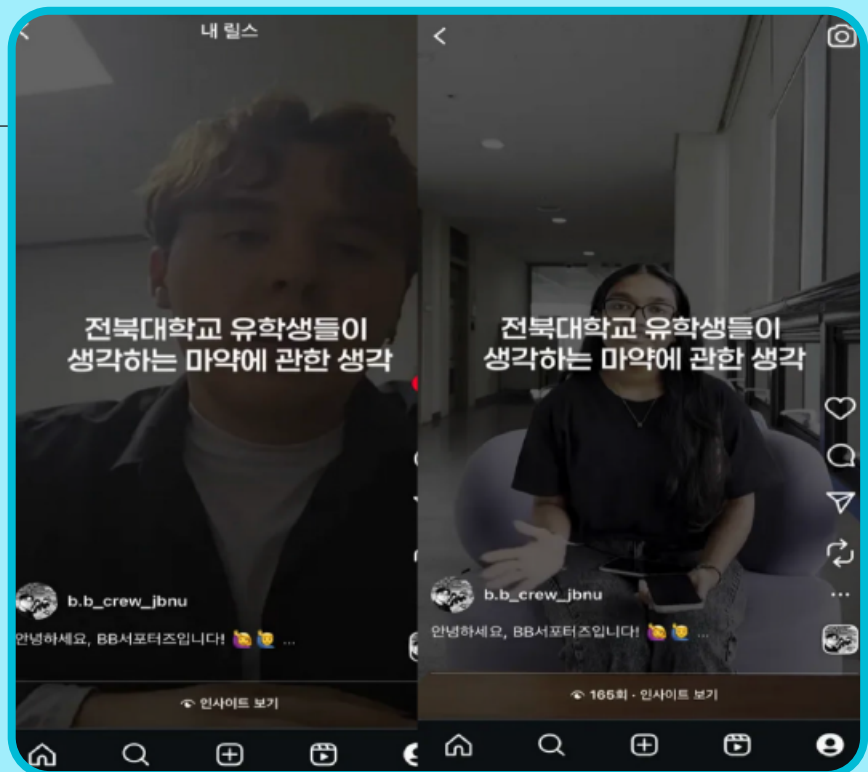 내 릴스
전북대학교 유학생들이
생각하는 마약에 관한 생각
b.b_crew_jbnu
안녕하세요, BB서포터즈입니다! 🙋 🙋‍♂️ ...
인사이트 보기
전북대학교 유학생들이
생각하는 마약에 관한 생각
b.b_crew_jbnu
안녕하세요, BB서포터즈입니다! 🙋 🙋‍♂️ ...
165회 · 인사이트 보기